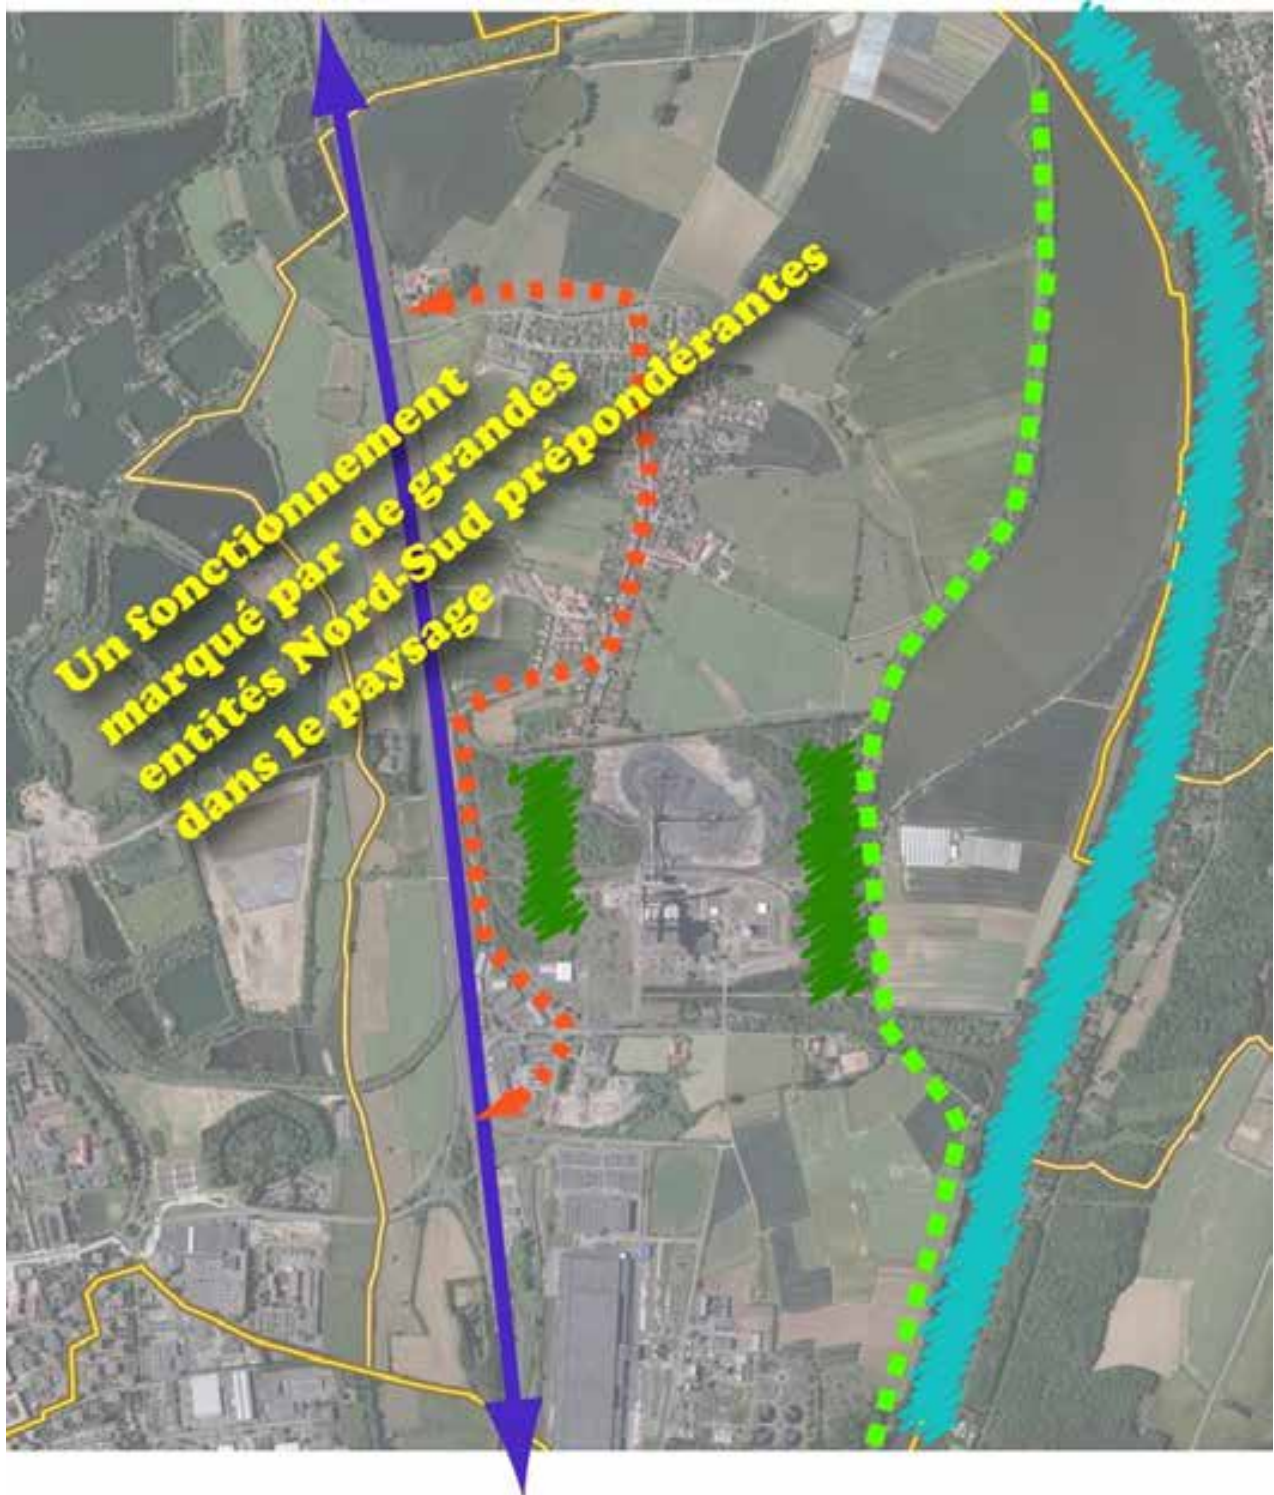 Un fonctionnement
marqué par de grandes
entités Nord-Sud prépondérantes
dans le paysage